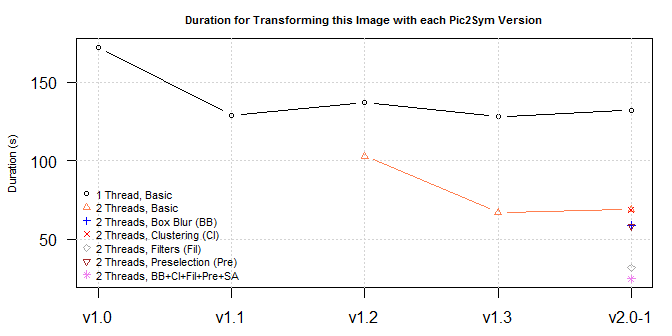 Duration for Transforming this Image with each Pic2Sym Version
Duration (s)
150
100
50
1 Thread, Basic
2 Threads, Basic
2 Threads, Box Blur (BB)
2 Threads, Clustering (Cl)
2 Threads, Filters (Fil)
2 Threads, Preselection (Pre)
2 Threads, BB+Cl+Fil+Pre+SA
v1.0 v1.1 v1.2 v1.3 v2.0-1